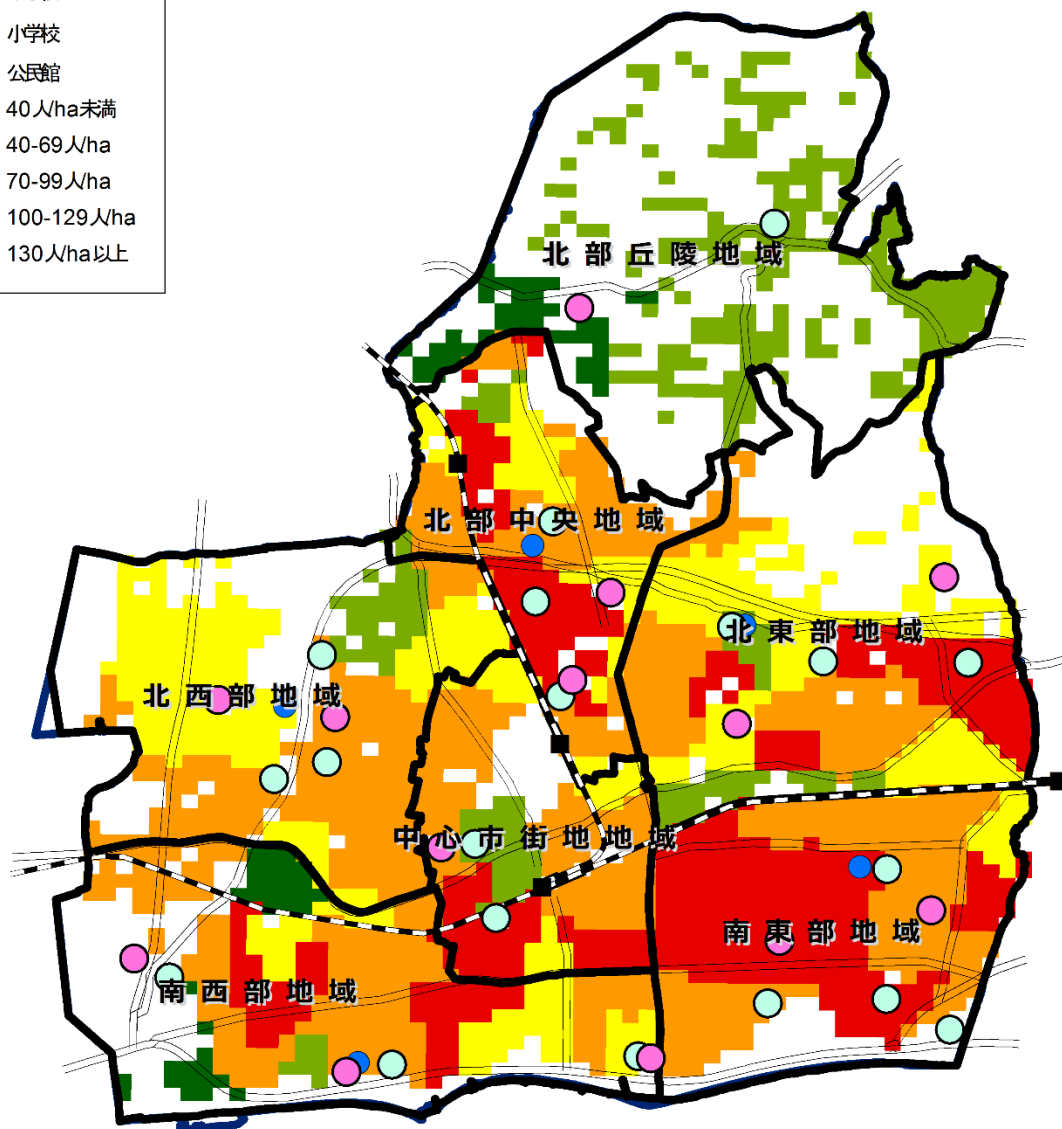 小学校
公民館
40人/ha未満
40-69人/ha
70-99人/ha
100-129人/ha
130人/ha以上
北部丘陵地域
北部中央地域
北東部地域
北西部地域
中心市街地地域
南東部地域
南西部地域